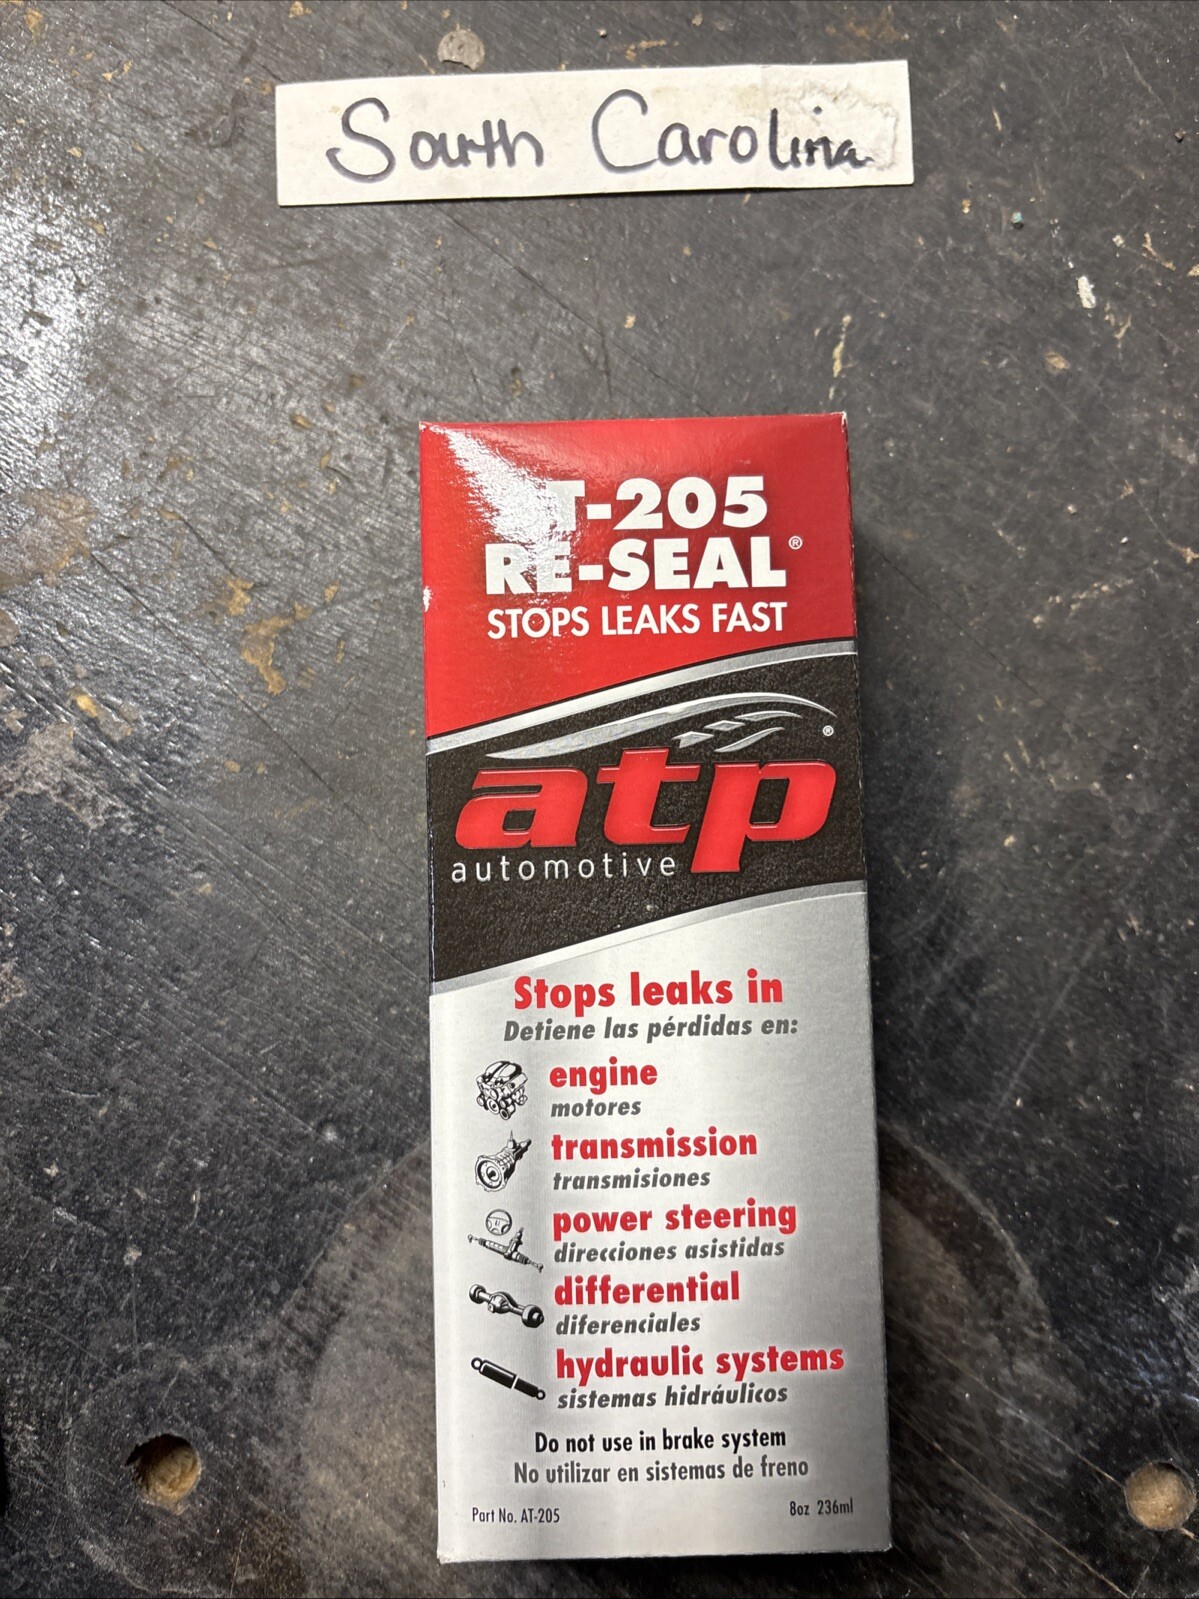 South Carolina
AT-205
RE-SEAL®
STOPS LEAKS FAST
®
atp
automotive
Stops leaks in
Detiene las pérdidas en:
engine
motores
transmission
transmisiones
power steering
direcciones asistidas
differential
diferenciales
hydraulic systems
sistemas hidráulicos
Do not use in brake system
No utilizar en sistemas de freno
Part No. AT-205 8oz 236ml